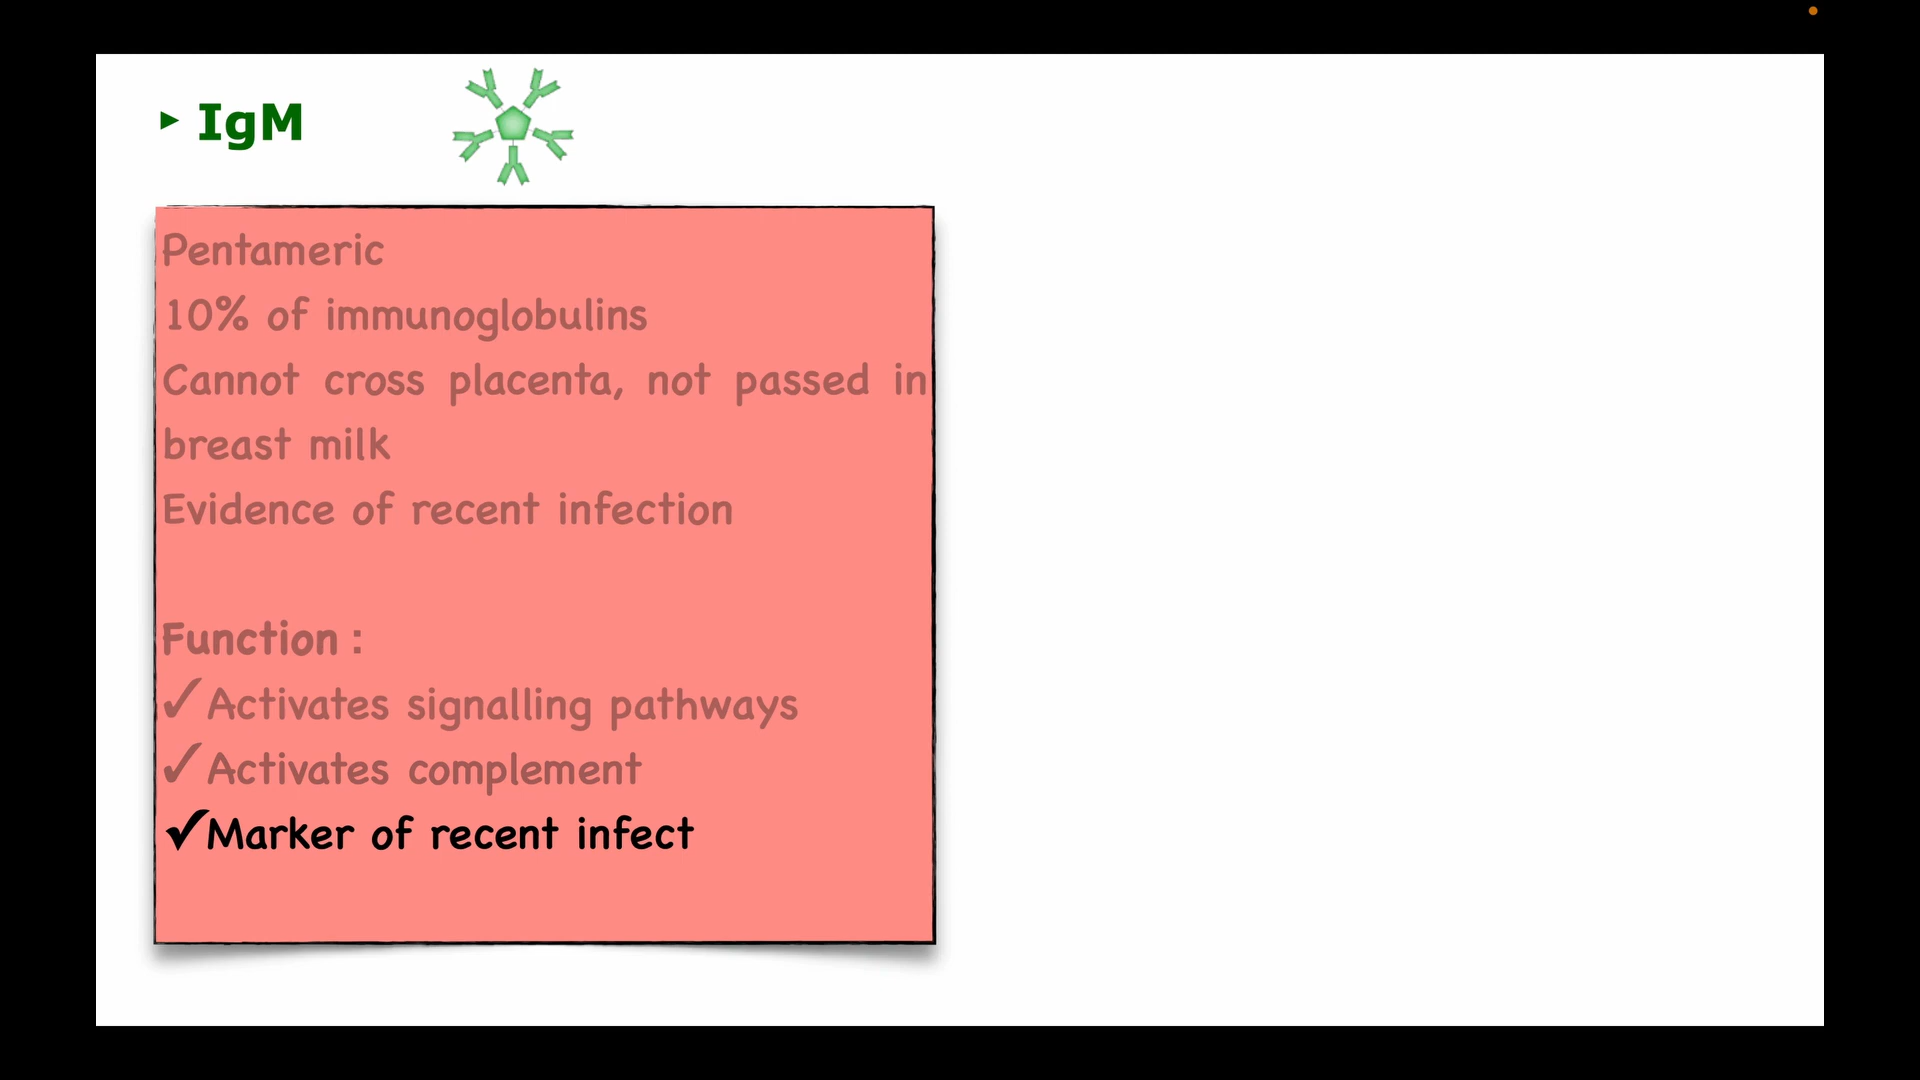 ▸ IgM
Pentameric
10% of immunoglobulins
Cannot cross placenta, not passed in
breast milk
Evidence of recent infection
Function :
✓Activates signalling pathways
✓Activates complement
✓Marker of recent infect